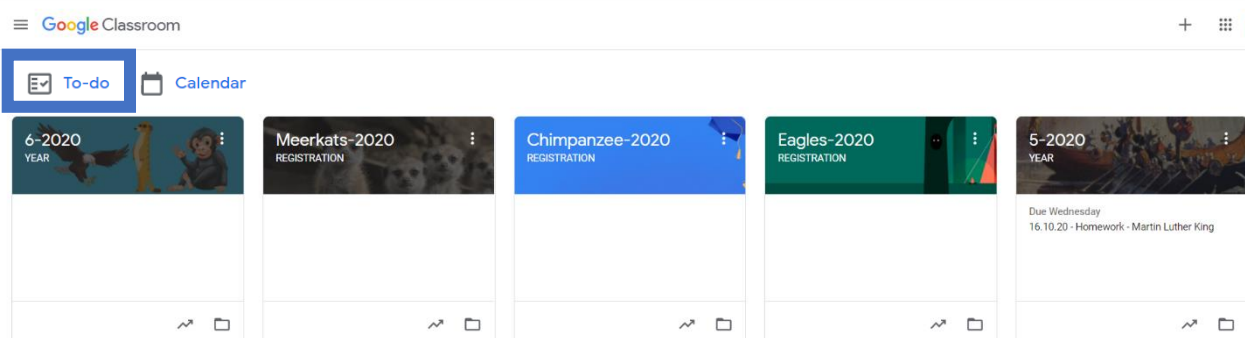 Google Classroom
To-do
Calendar
6-2020
YEAR
Meerkats-2020
REGISTRATION
Chimpanzee-2020
REGISTRATION
Eagles-2020
REGISTRATION
5-2020
YEAR
Due Wednesday
16.10.20 - Homework - Martin Luther King